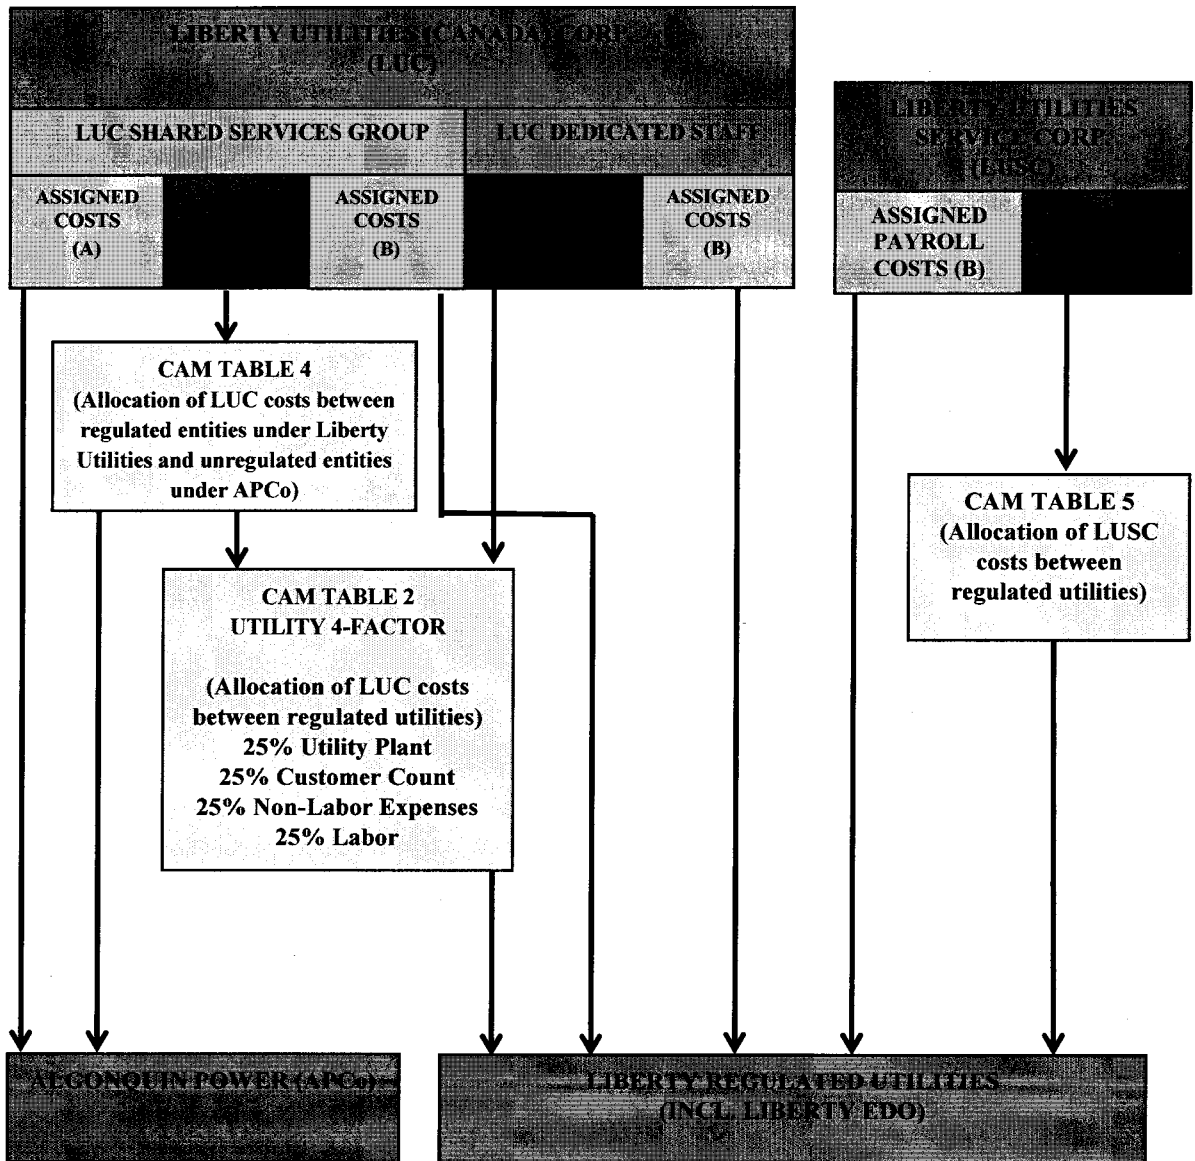 LIBERTY UTILITIES (CANADA) CORP.
(LUC)
LUC SHARED SERVICES GROUP
LUC DEDICATED STAFF
ASSIGNED
COSTS
(A)
ASSIGNED
COSTS
(B)
ASSIGNED
COSTS
(B)
LIBERTY UTILITIES
SERVICE CORP.
(LUSC)
ASSIGNED
PAYROLL
COSTS (B)
CAM TABLE 4
(Allocation of LUC costs between
regulated entities under Liberty
Utilities and unregulated entities
under APCo)
CAM TABLE 5
(Allocation of LUSC
costs between
regulated utilities)
CAM TABLE 2
UTILITY 4-FACTOR
(Allocation of LUC costs
between regulated utilities)
25% Utility Plant
25% Customer Count
25% Non-Labor Expenses
25% Labor
ALGONQUIN POWER (APCo)
LIBERTY REGULATED UTILITIES
(INCL. LIBERTY EDO)